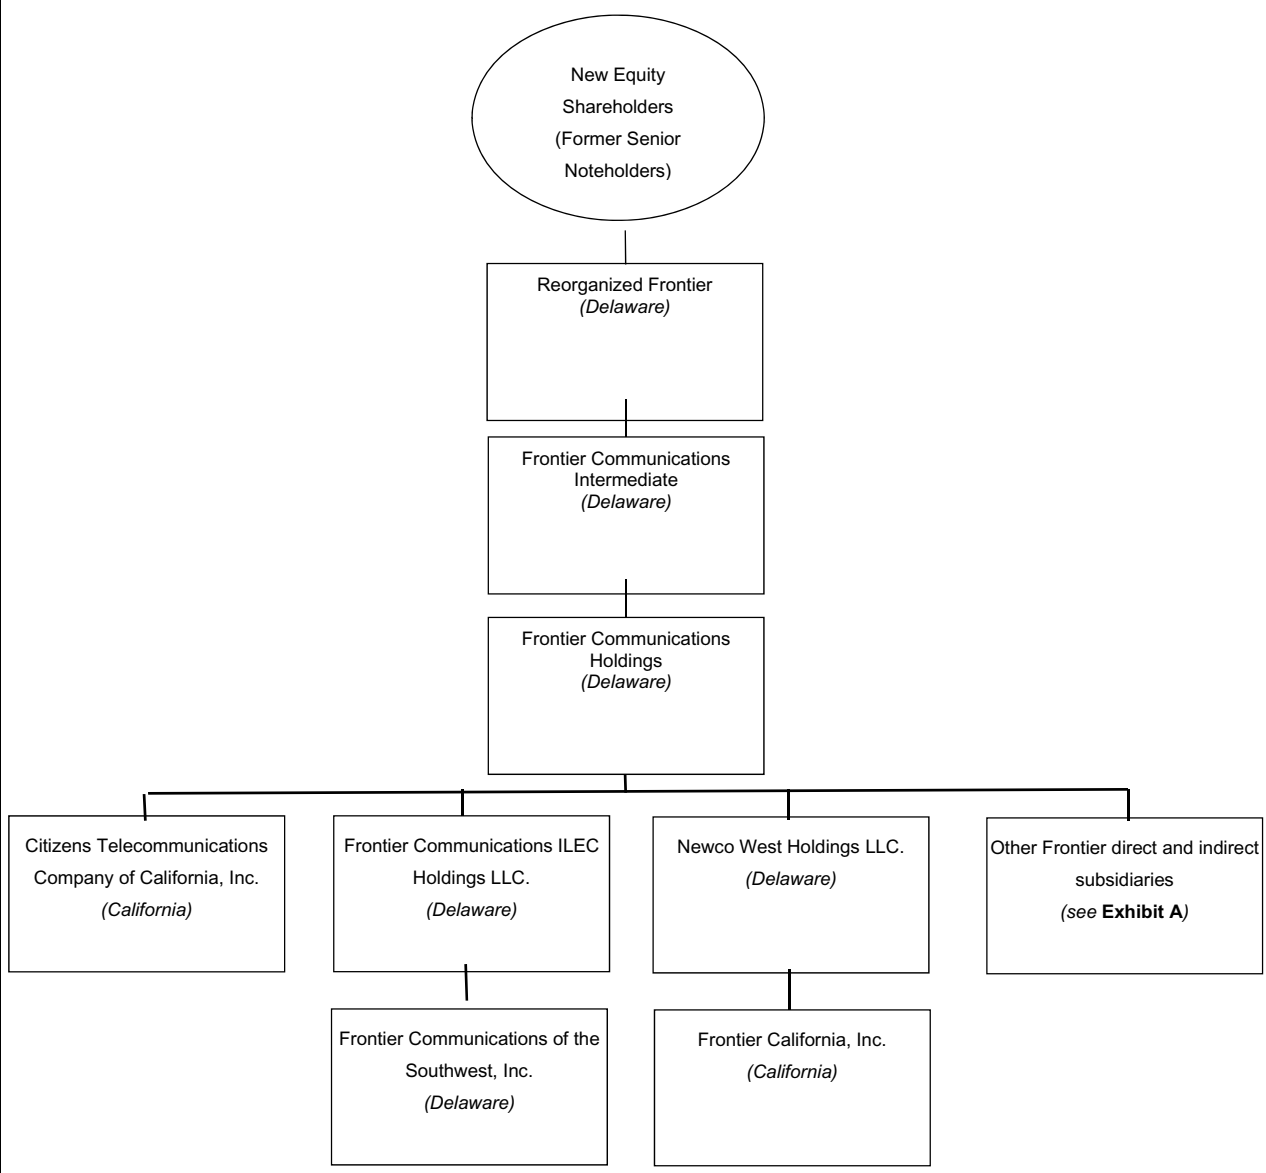 New Equity
Shareholders
(Former Senior
Noteholders)
Reorganized Frontier
(Delaware)
Frontier Communications
Intermediate
(Delaware)
Frontier Communications
Holdings
(Delaware)
Citizens Telecommunications
Company of California, Inc.
(California)
Frontier Communications ILEC
Holdings LLC.
(Delaware)
Newco West Holdings LLC.
(Delaware)
Other Frontier direct and indirect
subsidiaries
(see Exhibit A)
Frontier Communications of the
Southwest, Inc.
(Delaware)
Frontier California, Inc.
(California)